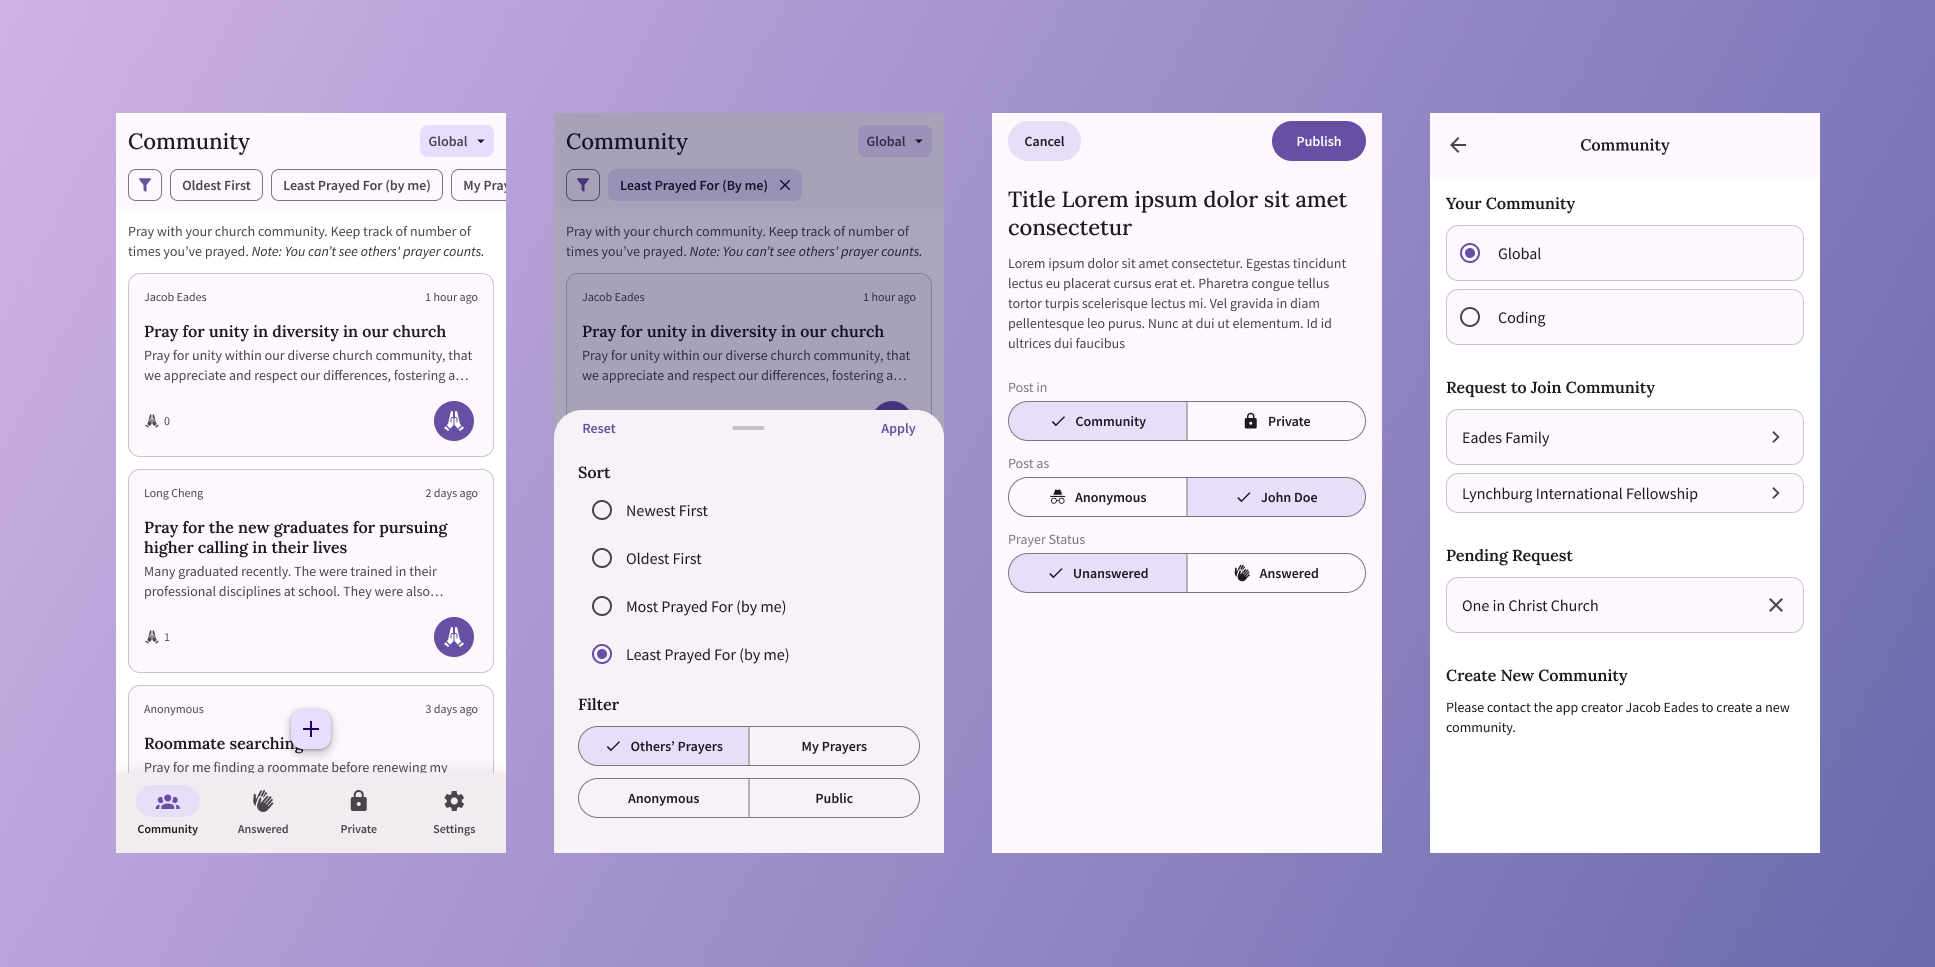 Community
Global
Oldest First
Least Prayed For (by me)
My Pray
Pray with your church community. Keep track of number of
times you've prayed. Note: You can't see others' prayer counts.
Jacob Eades
1 hour ago
Pray for unity in diversity in our church
Pray for unity within our diverse church community, that
we appreciate and respect our differences, fostering a…
0
Long Cheng
2 days ago
Pray for the new graduates for pursuing
higher calling in their lives
Many graduated recently. The were trained in their
professional disciplines at school. They were also…
1
Anonymous
3 days ago
Roommate searching
Pray for me finding a roommate before renewing my
Community
Answered
Private
Settings
Community
Global
Least Prayed For (By me)
Pray with your church community. Keep track of number of
times you've prayed. Note: You can't see others' prayer counts.
Jacob Eades
1 hour ago
Pray for unity in diversity in our church
Pray for unity within our diverse church community, that
we appreciate and respect our differences, fostering a…
Reset
Apply
Sort
Newest First
Oldest First
Most Prayed For (by me)
Least Prayed For (by me)
Filter
Others' Prayers
My Prayers
Anonymous
Public
Cancel
Publish
Title Lorem ipsum dolor sit amet
consectetur
Lorem ipsum dolor sit amet consectetur. Egestas tincidunt
lectus eu placerat cursus erat et. Pharetra congue tellus
tortor turpis scelerisque lectus mi. Vel gravida in diam
pellentesque leo purus. Nunc at dui ut elementum. Id id
ultrices dui faucibus
Post in
Community
Private
Post as
Anonymous
John Doe
Prayer Status
Unanswered
Answered
Community
Your Community
Global
Coding
Request to Join Community
Eades Family
Lynchburg International Fellowship
Pending Request
One in Christ Church
Create New Community
Please contact the app creator Jacob Eades to create a new
community.